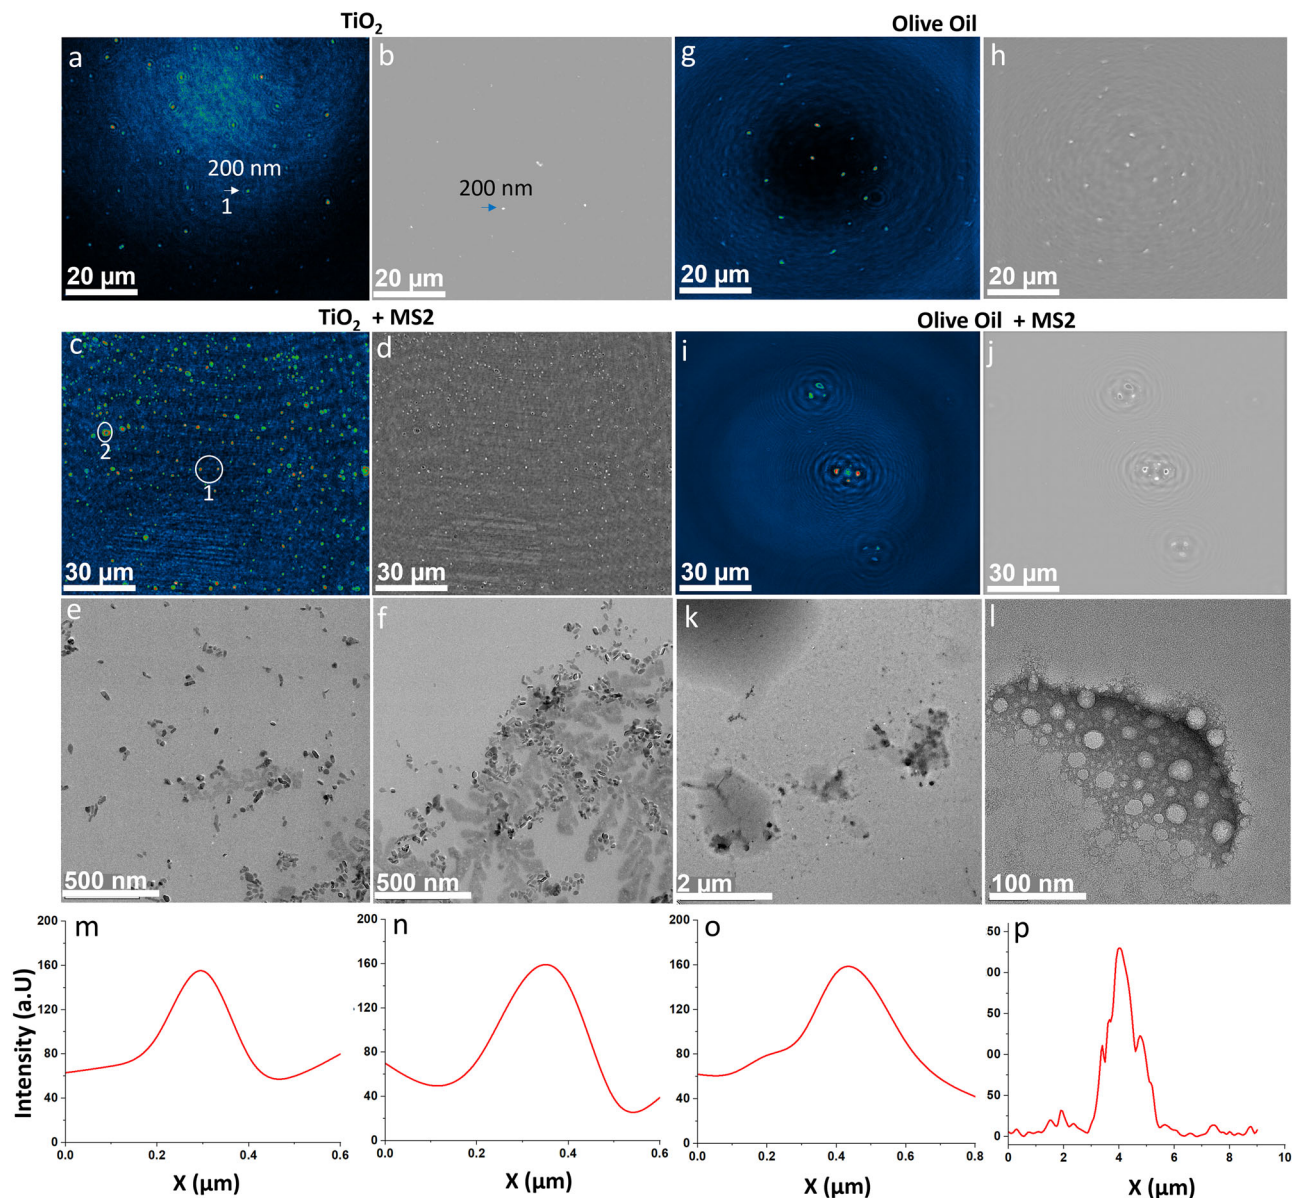 TiO₂ Olive Oil
a b g h
200 nm
1
200 nm
20 µm 20 µm 20 µm 20 µm
TiO₂ + MS2 Olive Oil + MS2
c d i j
2
1
30 µm 30 µm 30 µm 30 µm
e f k l
500 nm 500 nm 2 µm 100 nm
m n o p
Intensity (a.U)
200 200 200 50
160 160 160 00
120 120 120 50
80 80 80 00
40 40 40 50
0 0 0 00
0.0 0.2 0.4 0.6 0.0 0.2 0.4 0.6 0.0 0.2 0.4 0.6 0.8 0 2 4 6 8 10
X (µm) X (µm) X (µm) X (µm)